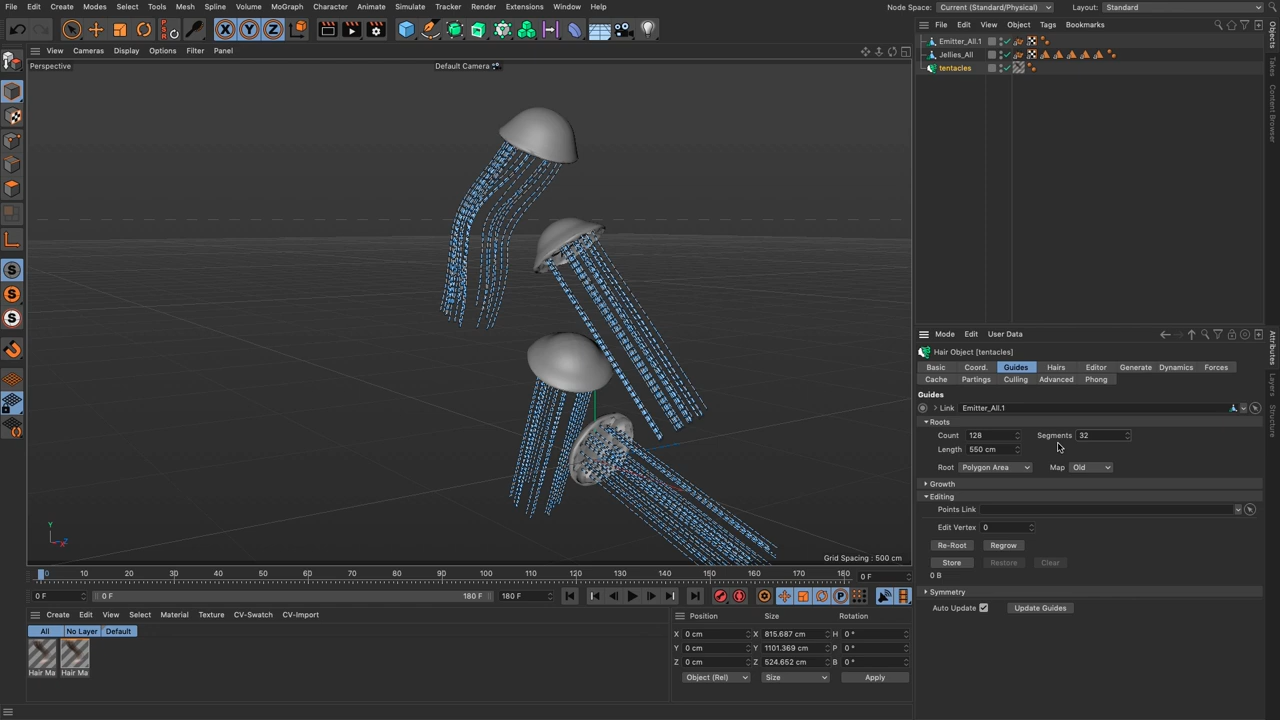 File Edit Create Modes Select Tools Mesh Spline Volume MoGraph Character Animate Simulate Tracker Render Extensions Window Help
Node Space: Current (Standard/Physical) Layout: Standard
X Y Z
File Edit View Object Tags Bookmarks
Emitter_All.1
Jellies_All
tentacles
Objects
Takes
Content Browser
View Cameras Display Options Filter Panel
Perspective
Default Camera
S
S
S
Y
X
Z
Grid Spacing : 500 cm
Mode Edit User Data
Hair Object [tentacles]
Basic Coord. Guides Hairs Editor Generate Dynamics Forces
Cache Partings Culling Advanced Phong
Guides
Link Emitter_All.1
Roots
Count 128 Segments 32
Length 550 cm
Root Polygon Area Map Old
Growth
Editing
Points Link
Edit Vertex 0
Re-Root Regrow
Store Restore Clear
0 B
Symmetry
Auto Update Update Guides
Attributes
Layers
Structure
0 10 20 30 40 50 60 70 80 90 100 110 120 130 140 150 160 170 180 0 F
0 F 0 F 180 F 180 F
P
Create Edit View Select Material Texture CV-Swatch CV-Import
All No Layer Default
Hair Ma Hair Ma
Position Size Rotation
X 0 cm X 815.687 cm H 0 °
Y 0 cm Y 1101.369 cm P 0 °
Z 0 cm Z 524.652 cm B 0 °
Object (Rel) Size Apply